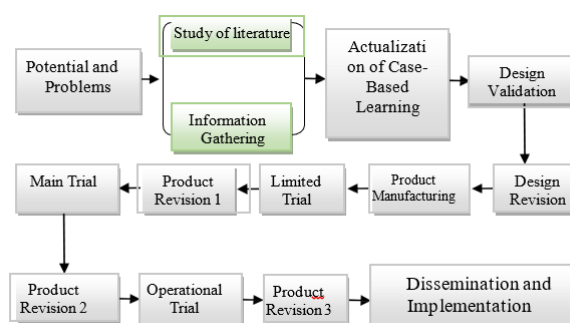 Potential and
Problems
Study of literature
Information
Gathering
Actualizati
on of Case-
Based
Learning
Design
Validation
Design
Revision
Product
Manufacturing
Limited
Trial
Product
Revision 1
Main Trial
Product
Revision 2
Operational
Trial
Product
Revision 3
Dissemination and
Implementation